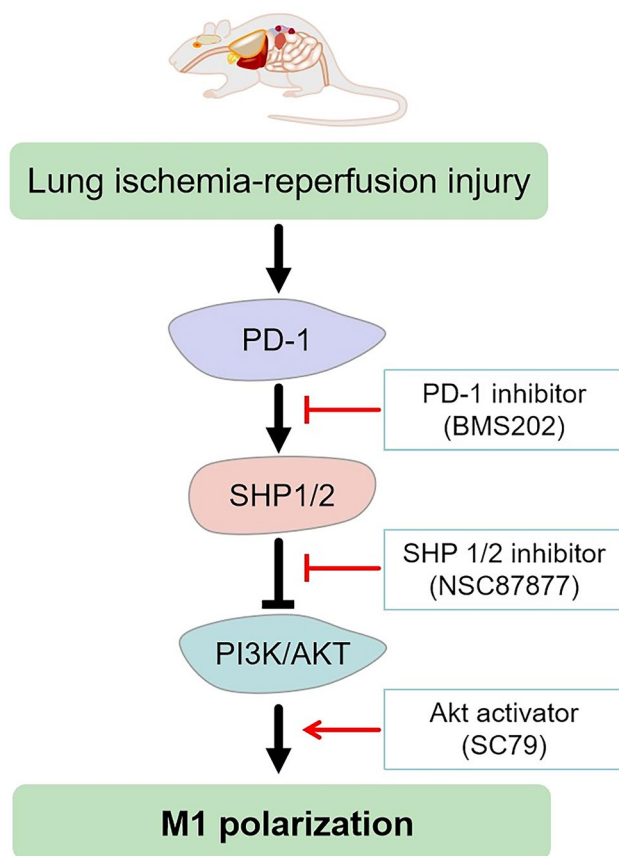 Lung ischemia-reperfusion injury
PD-1
PD-1 inhibitor
(BMS202)
SHP1/2
SHP 1/2 inhibitor
(NSC87877)
PI3K/AKT
Akt activator
(SC79)
M1 polarization